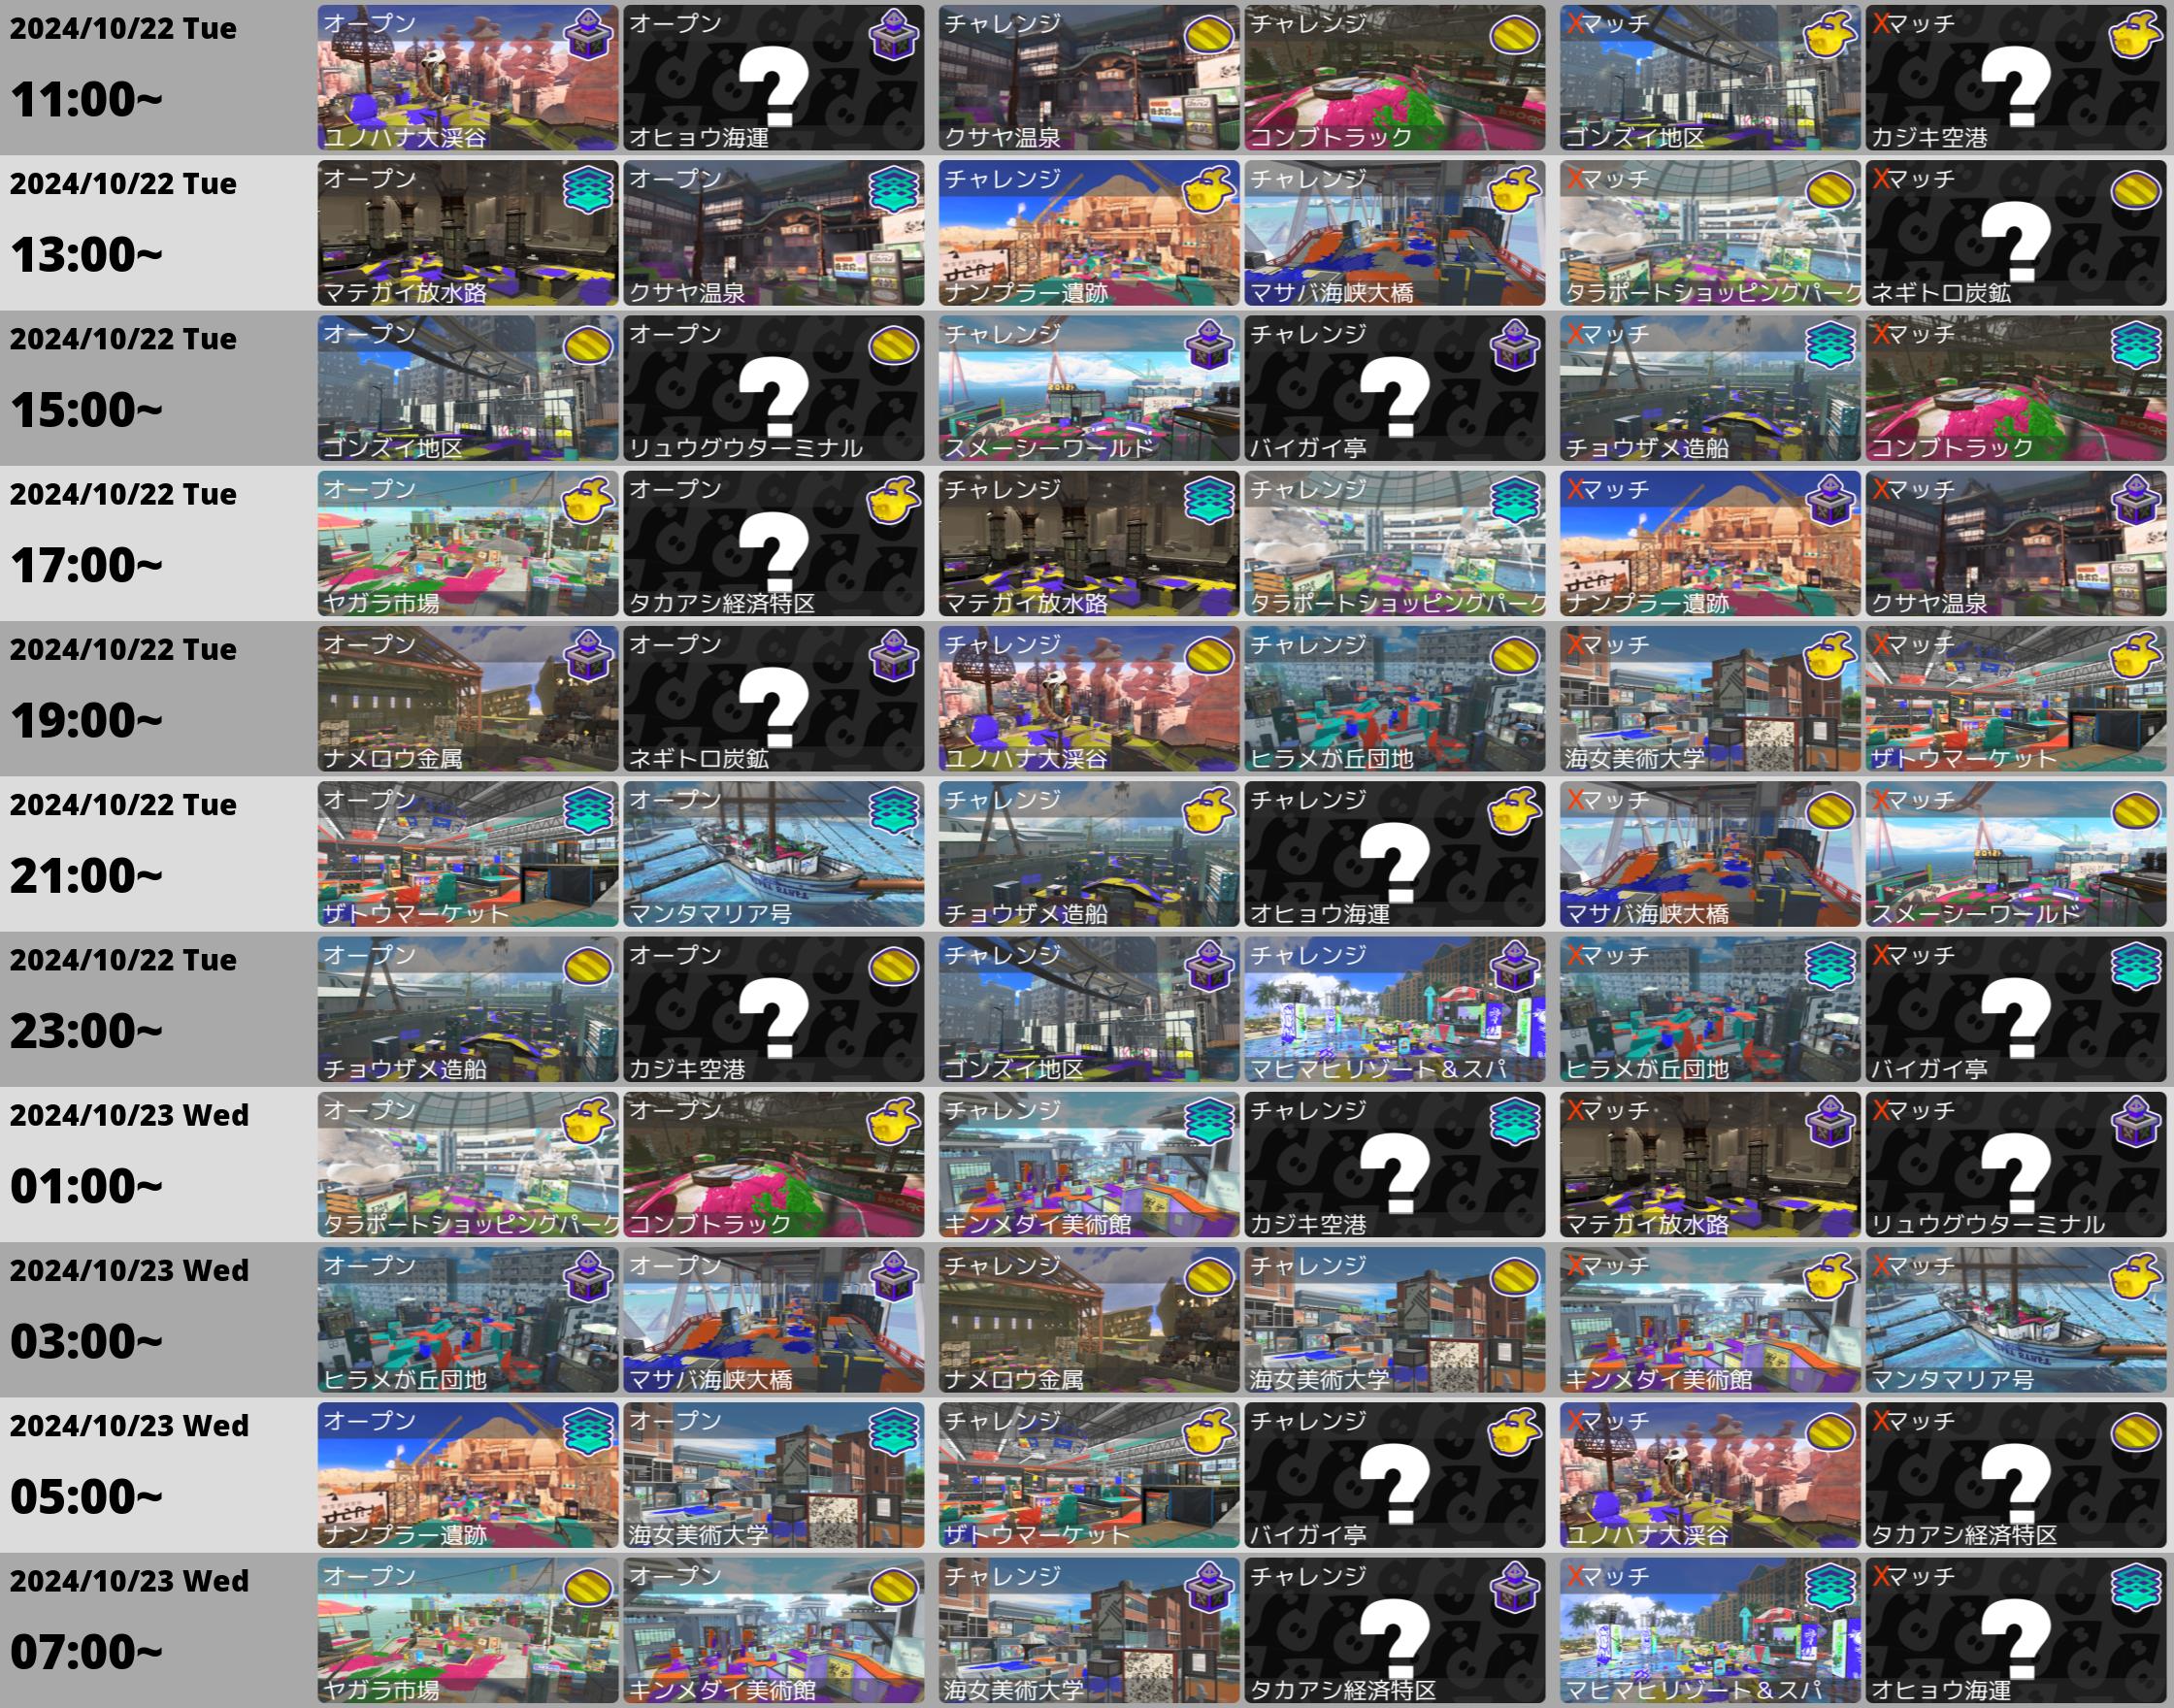 2024/10/22 Tue
11:00~
オープン
ユノハナ大渓谷
オープン
オヒョウ海運
チャレンジ
クサヤ温泉
チャレンジ
コンブトラック
Xマッチ
ゴンズイ地区
Xマッチ
カジキ空港
2024/10/22 Tue
13:00~
オープン
マテガイ放水路
オープン
クサヤ温泉
チャレンジ
ナンプラー遺跡
チャレンジ
マサバ海峡大橋
Xマッチ
タラポートショッピングパーク
Xマッチ
ネギトロ炭鉱
2024/10/22 Tue
15:00~
オープン
ゴンズイ地区
オープン
リュウグウターミナル
チャレンジ
スメーシーワールド
チャレンジ
バイガイ亭
Xマッチ
チョウザメ造船
Xマッチ
コンブトラック
2024/10/22 Tue
17:00~
オープン
ヤガラ市場
オープン
タカアシ経済特区
チャレンジ
マテガイ放水路
チャレンジ
タラポートショッピングパーク
Xマッチ
ナンプラー遺跡
Xマッチ
クサヤ温泉
2024/10/22 Tue
19:00~
オープン
ナメロウ金属
オープン
ネギトロ炭鉱
チャレンジ
ユノハナ大渓谷
チャレンジ
ヒラメが丘団地
Xマッチ
海女美術大学
Xマッチ
ザトウマーケット
2024/10/22 Tue
21:00~
オープン
ザトウマーケット
オープン
マンタマリア号
チャレンジ
チョウザメ造船
チャレンジ
オヒョウ海運
Xマッチ
マサバ海峡大橋
Xマッチ
スメーシーワールド
2024/10/22 Tue
23:00~
オープン
チョウザメ造船
オープン
カジキ空港
チャレンジ
ゴンズイ地区
チャレンジ
マヒマヒリゾート＆スパ
Xマッチ
ヒラメが丘団地
Xマッチ
バイガイ亭
2024/10/23 Wed
01:00~
オープン
タラポートショッピングパーク
オープン
コンブトラック
チャレンジ
キンメダイ美術館
チャレンジ
カジキ空港
Xマッチ
マテガイ放水路
Xマッチ
リュウグウターミナル
2024/10/23 Wed
03:00~
オープン
ヒラメが丘団地
オープン
マサバ海峡大橋
チャレンジ
ナメロウ金属
チャレンジ
海女美術大学
Xマッチ
キンメダイ美術館
Xマッチ
マンタマリア号
2024/10/23 Wed
05:00~
オープン
ナンプラー遺跡
オープン
海女美術大学
チャレンジ
ザトウマーケット
チャレンジ
バイガイ亭
Xマッチ
ユノハナ大渓谷
Xマッチ
タカアシ経済特区
2024/10/23 Wed
07:00~
オープン
ヤガラ市場
オープン
キンメダイ美術館
チャレンジ
海女美術大学
チャレンジ
タカアシ経済特区
Xマッチ
マヒマヒリゾート＆スパ
Xマッチ
オヒョウ海運